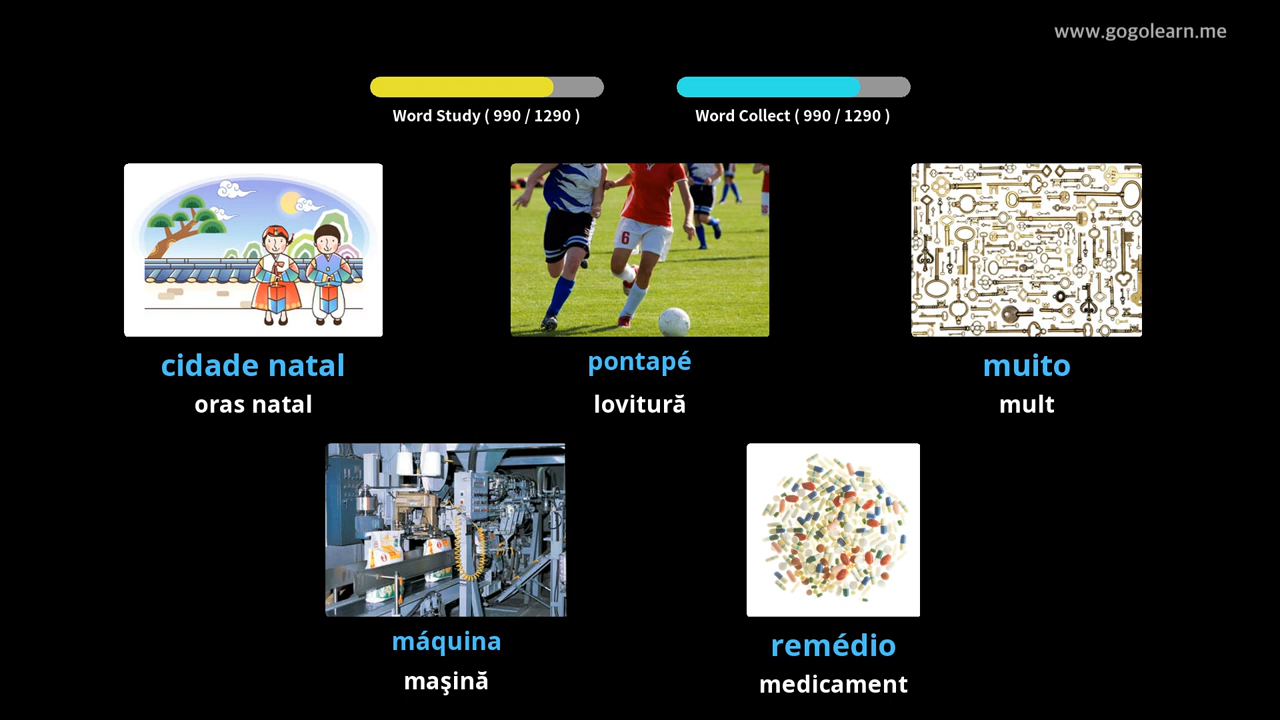 www.gogolearn.me
Word Study ( 990 / 1290 )
Word Collect ( 990 / 1290 )
cidade natal
oras natal
pontapé
lovitură
muito
mult
6
máquina
maşină
remédio
medicament